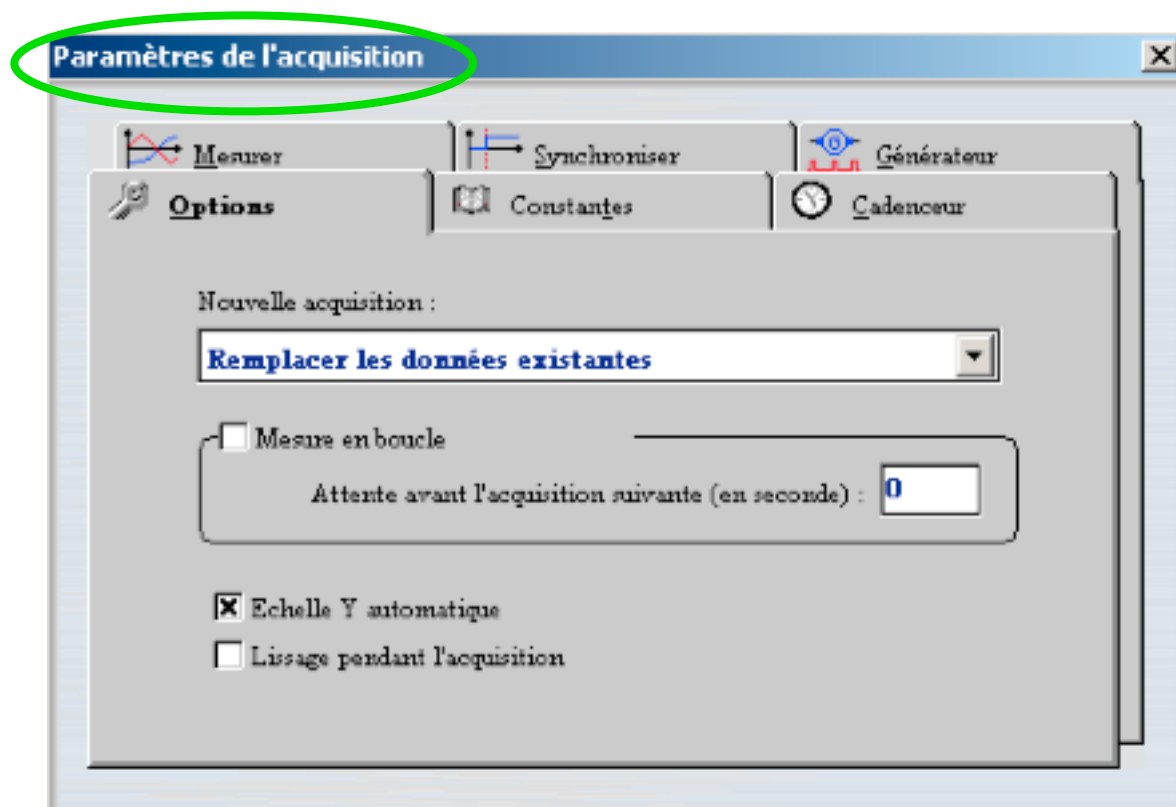 Paramètres de l'acquisition
Mesurer Synchroniser Générateur
Options Constantes Cadenceur
Nouvelle acquisition :
Remplacer les données existantes
Mesure en boucle
Attente avant l'acquisition suivante (en seconde) : 0
Echelle Y automatique
Lissage pendant l'acquisition